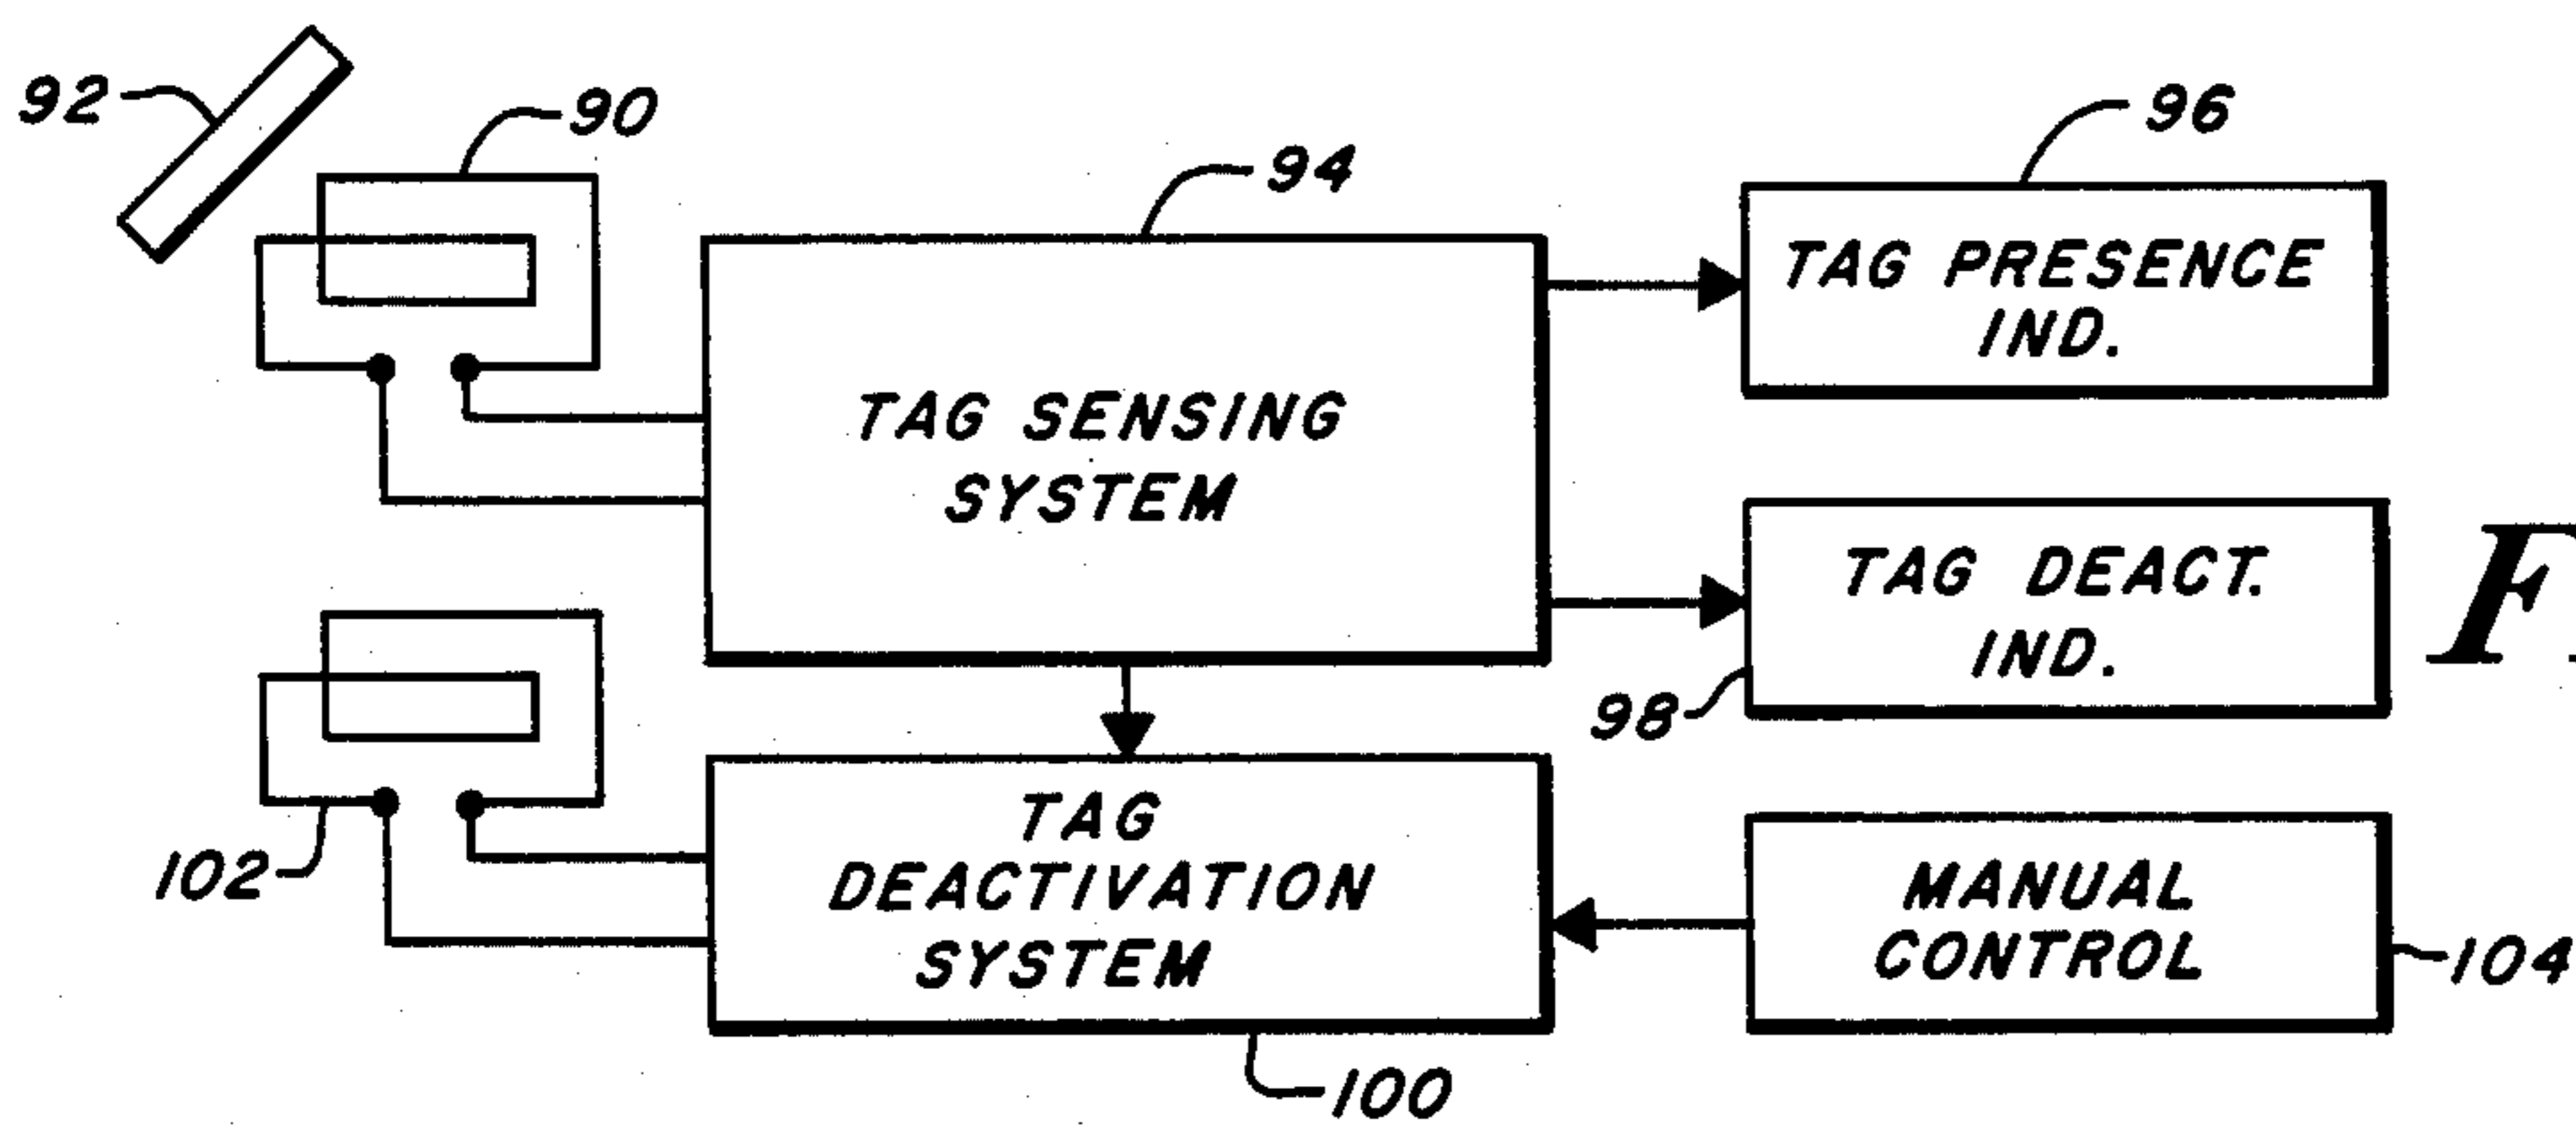 92
90
94
96
TAG SENSING
SYSTEM
TAG PRESENCE
IND.
TAG DEACT.
IND.
98
102
TAG
DEACTIVATION
SYSTEM
100
MANUAL
CONTROL
104